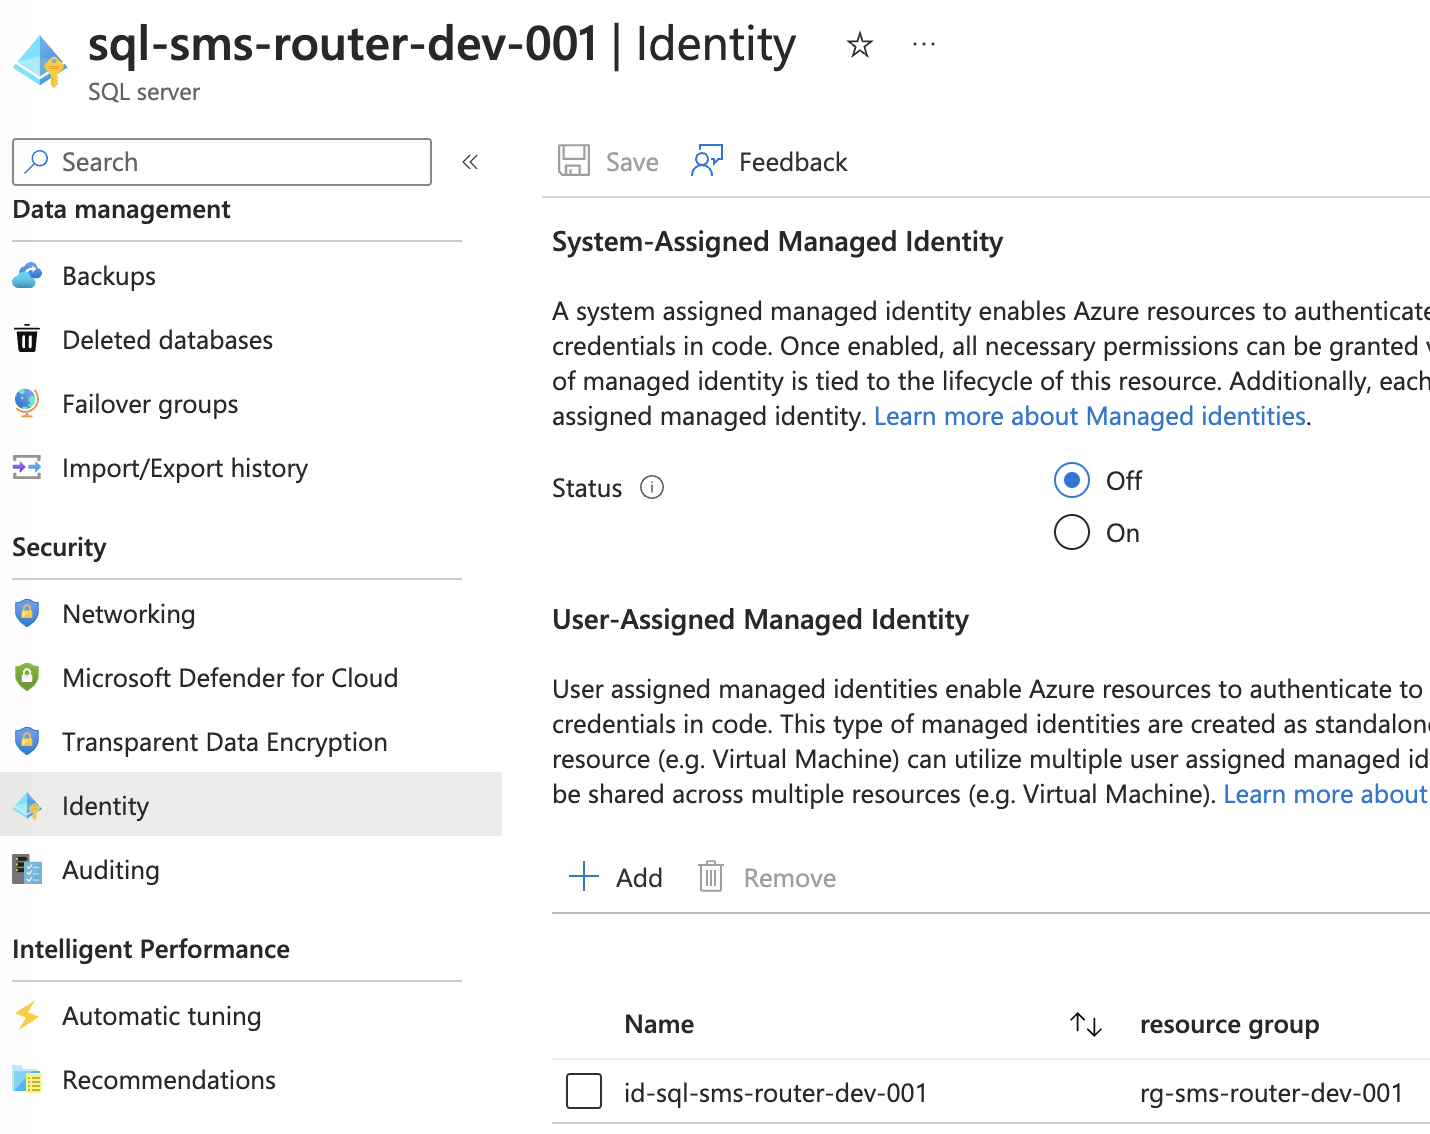 sql-sms-router-dev-001 | Identity
SQL server
Search
Data management
Backups
Deleted databases
Failover groups
Import/Export history
Security
Networking
Microsoft Defender for Cloud
Transparent Data Encryption
Identity
Auditing
Intelligent Performance
Automatic tuning
Recommendations
Save
Feedback
System-Assigned Managed Identity
A system assigned managed identity enables Azure resources to authenticate
credentials in code. Once enabled, all necessary permissions can be granted
of managed identity is tied to the lifecycle of this resource. Additionally, each
assigned managed identity. Learn more about Managed identities.
Status
Off
On
User-Assigned Managed Identity
User assigned managed identities enable Azure resources to authenticate to
credentials in code. This type of managed identities are created as standalone
resource (e.g. Virtual Machine) can utilize multiple user assigned managed id
be shared across multiple resources (e.g. Virtual Machine). Learn more about
Add
Remove
Name
resource group
id-sql-sms-router-dev-001
rg-sms-router-dev-001